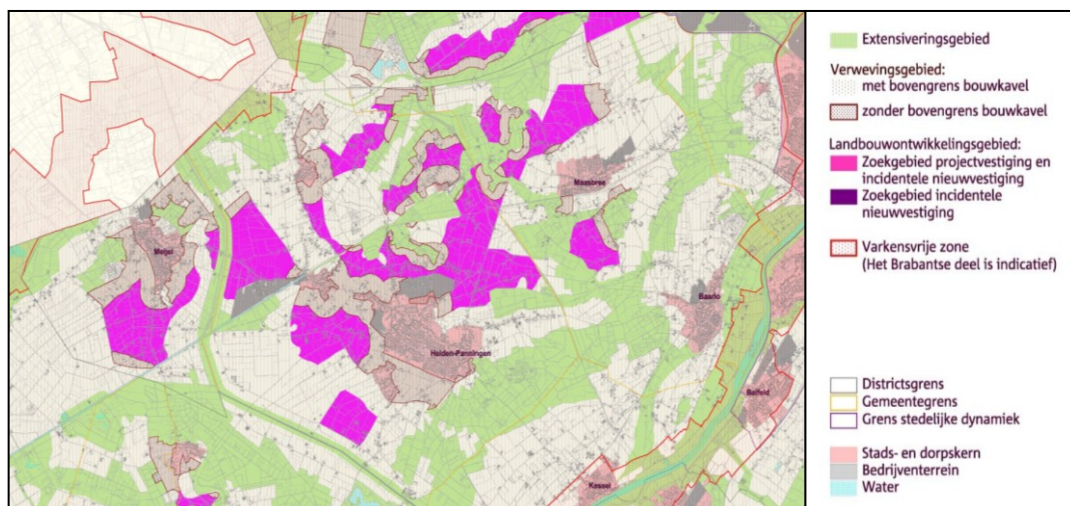 Meijel
Maasbree
Baarlo
Helden-Panningen
Belfeld
Kessel
Extensiveringsgebied
Verwevingsgebied:
met bovengrens bouwkavel
zonder bovengrens bouwkavel
Landbouwontwikkelingsgebied:
Zoekgebied projectvestiging en
incidentele nieuwvestiging
Zoekgebied incidentele
nieuwvestiging
Varkensvrije zone
(Het Brabantse deel is indicatief)
Districtsgrens
Gemeentegrens
Grens stedelijke dynamiek
Stads- en dorpskern
Bedrijventerrein
Water